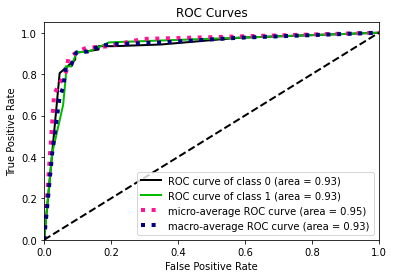 ROC Curves
1.0
0.8
0.6
0.4
0.2
0.0
True Positive Rate
ROC curve of class 0 (area = 0.93)
ROC curve of class 1 (area = 0.93)
micro-average ROC curve (area = 0.95)
macro-average ROC curve (area = 0.93)
0.0 0.2 0.4 0.6 0.8 1.0
False Positive Rate